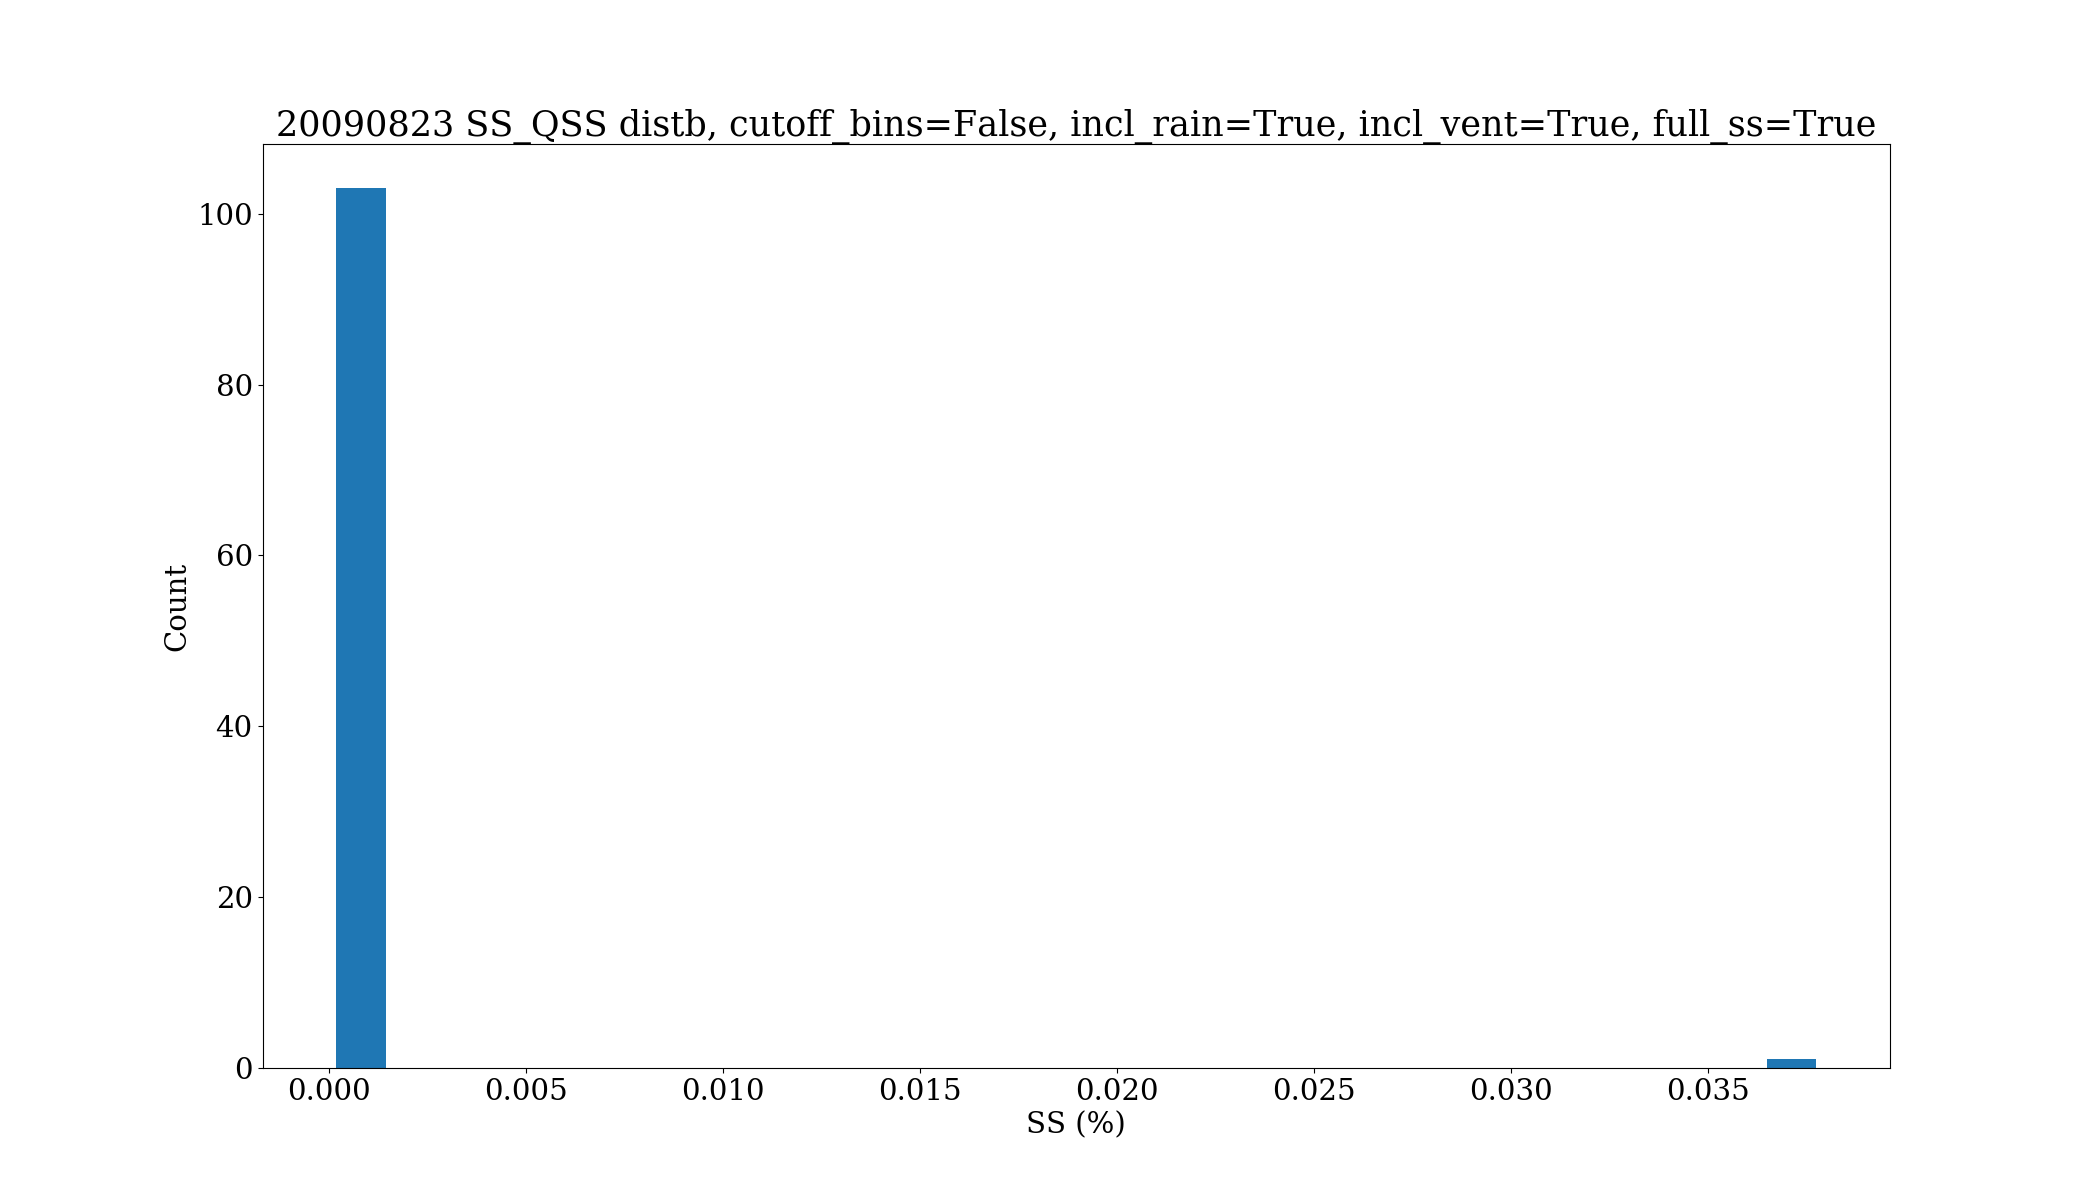 20090823 SS_QSS distb, cutoff_bins=False, incl_rain=True, incl_vent=True, full_ss=True
100
80
60
40
20
0
Count
0.000 0.005 0.010 0.015 0.020 0.025 0.030 0.035
SS (%)